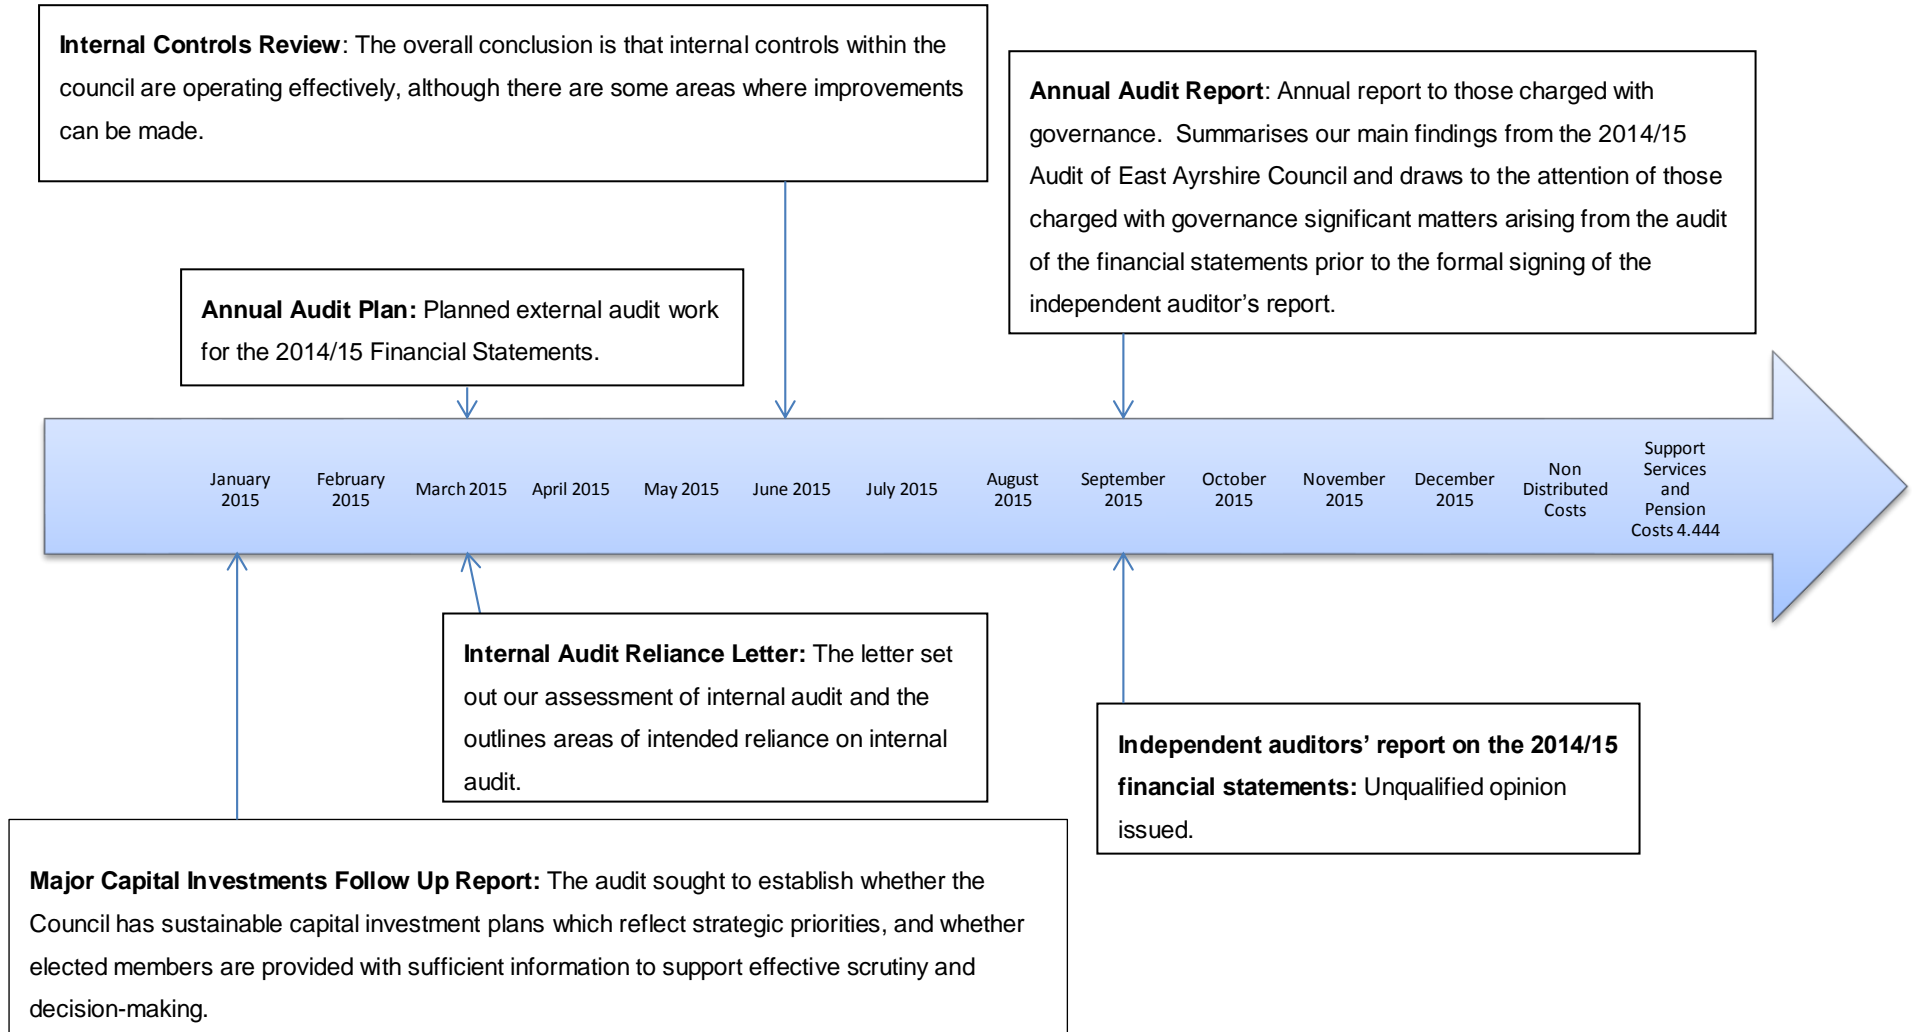 Internal Controls Review: The overall conclusion is that internal controls within the
council are operating effectively, although there are some areas where improvements
can be made.
Annual Audit Report: Annual report to those charged with
governance.  Summarises our main findings from the 2014/15
Audit of East Ayrshire Council and draws to the attention of those
charged with governance significant matters arising from the audit
of the financial statements prior to the formal signing of the
independent auditor’s report.
Annual Audit Plan: Planned external audit work
for the 2014/15 Financial Statements.
January
2015
February
2015
March 2015
April 2015
May 2015
June 2015
July 2015
August
2015
September
2015
October
2015
November
2015
December
2015
Non
Distributed
Costs
Support
Services
and
Pension
Costs 4.444
Internal Audit Reliance Letter: The letter set
out our assessment of internal audit and the
outlines areas of intended reliance on internal
audit.
Independent auditors’ report on the 2014/15
financial statements: Unqualified opinion
issued.
Major Capital Investments Follow Up Report: The audit sought to establish whether the
Council has sustainable capital investment plans which reflect strategic priorities, and whether
elected members are provided with sufficient information to support effective scrutiny and
decision-making.